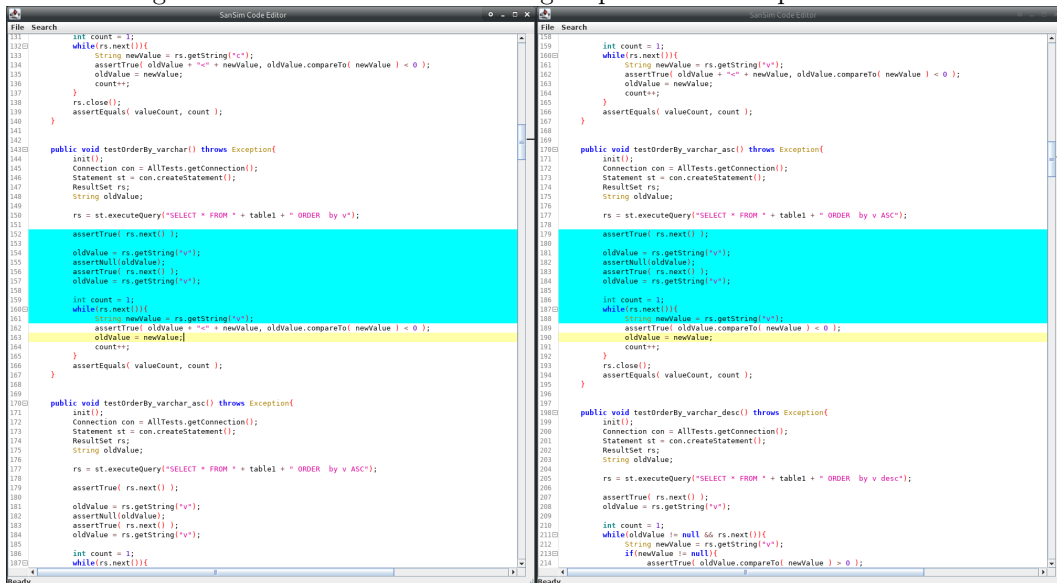 SanSim Code Editor
File Search
131 int count = 1;
132 while(rs.next()){
133 String newValue = rs.getString("c");
134 assertTrue( oldValue + "<" + newValue, oldValue.compareTo( newValue ) < 0 );
135 oldValue = newValue;
136 count++;
137 }
138 rs.close();
139 assertEquals( valueCount, count );
140 }
141
142
143 public void testOrderBy_varchar() throws Exception{
144 init();
145 Connection con = AllTests.getConnection();
146 Statement st = con.createStatement();
147 ResultSet rs;
148 String oldValue;
149
150 rs = st.executeQuery("SELECT * FROM " + table1 + " ORDER  by v");
151
152 assertTrue( rs.next() );
153
154 oldValue = rs.getString("v");
155 assertNull(oldValue);
156 assertTrue( rs.next() );
157 oldValue = rs.getString("v");
158
159 int count = 1;
160 while(rs.next()){
161 String newValue = rs.getString("v");
162 assertTrue( oldValue + "<" + newValue, oldValue.compareTo( newValue ) < 0 );
163 oldValue = newValue;
164 count++;
165 }
166 assertEquals( valueCount, count );
167 }
168
169
170 public void testOrderBy_varchar_asc() throws Exception{
171 init();
172 Connection con = AllTests.getConnection();
173 Statement st = con.createStatement();
174 ResultSet rs;
175 String oldValue;
176
177 rs = st.executeQuery("SELECT * FROM " + table1 + " ORDER  by v ASC");
178
179 assertTrue( rs.next() );
180
181 oldValue = rs.getString("v");
182 assertNull(oldValue);
183 assertTrue( rs.next() );
184 oldValue = rs.getString("v");
185
186 int count = 1;
187 while(rs.next()){
Ready
SanSim Code Editor
File Search
158
159 int count = 1;
160 while(rs.next()){
161 String newValue = rs.getString("v");
162 assertTrue( oldValue + "<" + newValue, oldValue.compareTo( newValue ) < 0 );
163 oldValue = newValue;
164 count++;
165 }
166 assertEquals( valueCount, count );
167 }
168
169
170 public void testOrderBy_varchar_asc() throws Exception{
171 init();
172 Connection con = AllTests.getConnection();
173 Statement st = con.createStatement();
174 ResultSet rs;
175 String oldValue;
176
177 rs = st.executeQuery("SELECT * FROM " + table1 + " ORDER  by v ASC");
178
179 assertTrue( rs.next() );
180
181 oldValue = rs.getString("v");
182 assertNull(oldValue);
183 assertTrue( rs.next() );
184 oldValue = rs.getString("v");
185
186 int count = 1;
187 while(rs.next()){
188 String newValue = rs.getString("v");
189 assertTrue( oldValue.compareTo( newValue ) < 0 );
190 oldValue = newValue;
191 count++;
192 }
193 rs.close();
194 assertEquals( valueCount, count );
195 }
196
197
198 public void testOrderBy_varchar_desc() throws Exception{
199 init();
200 Connection con = AllTests.getConnection();
201 Statement st = con.createStatement();
202 ResultSet rs;
203 String oldValue;
204
205 rs = st.executeQuery("SELECT * FROM " + table1 + " ORDER  by v desc");
206
207 assertTrue( rs.next() );
208 oldValue = rs.getString("v");
209
210 int count = 1;
211 while(oldValue != null && rs.next()){
212 String newValue = rs.getString("v");
213 if(newValue != null){
214 assertTrue( oldValue.compareTo( newValue ) > 0 );
Ready